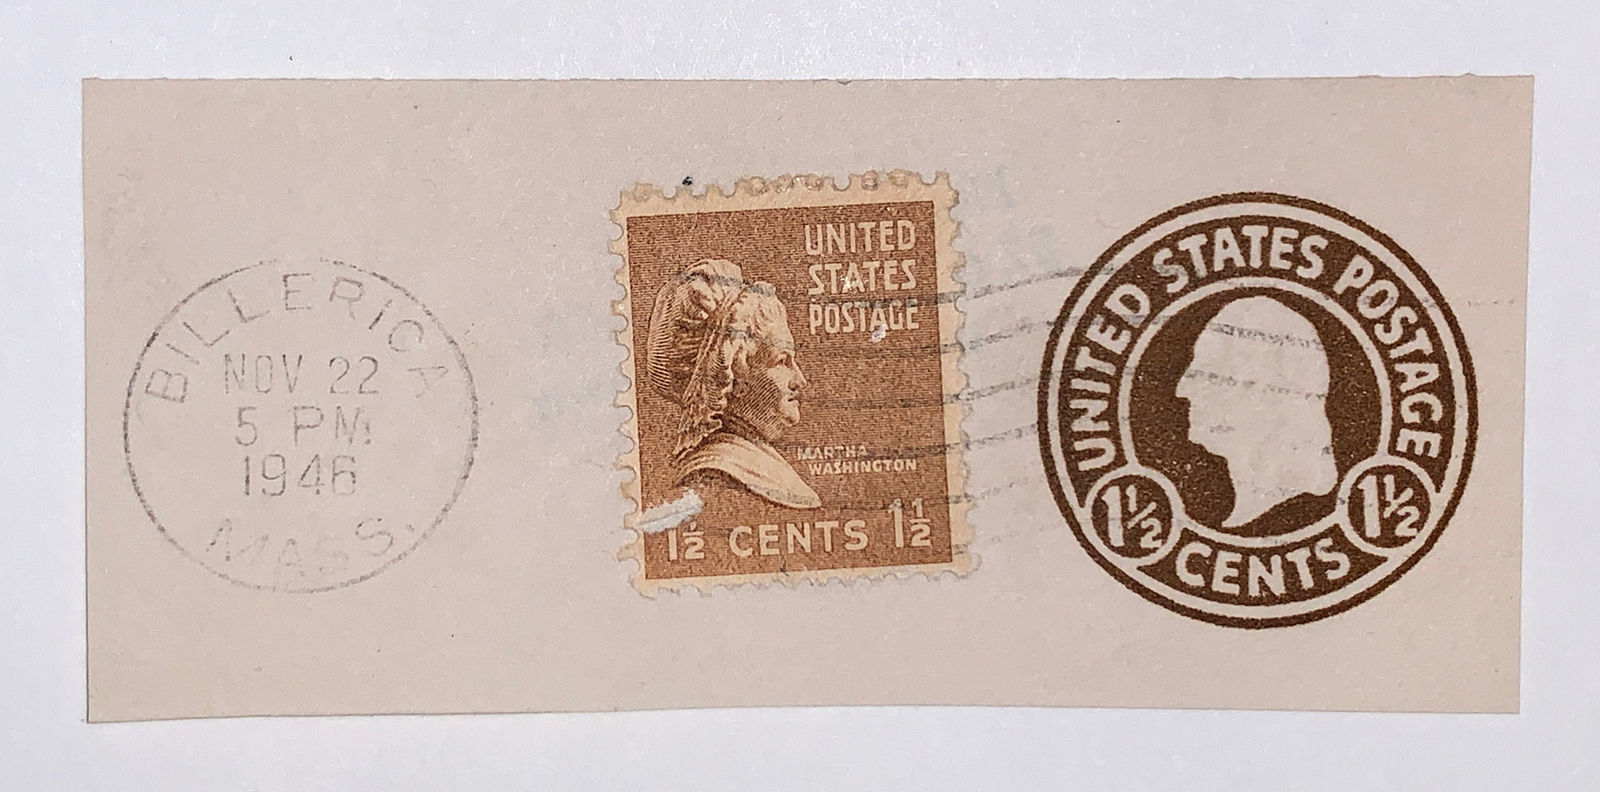 BILLERICA
NOV 22
5 PM
1946
MASS.
UNITED
STATES
POSTAGE
MARTHA
WASHINGTON
1½ CENTS 1½
UNITED STATES POSTAGE
1½ 1½
CENTS